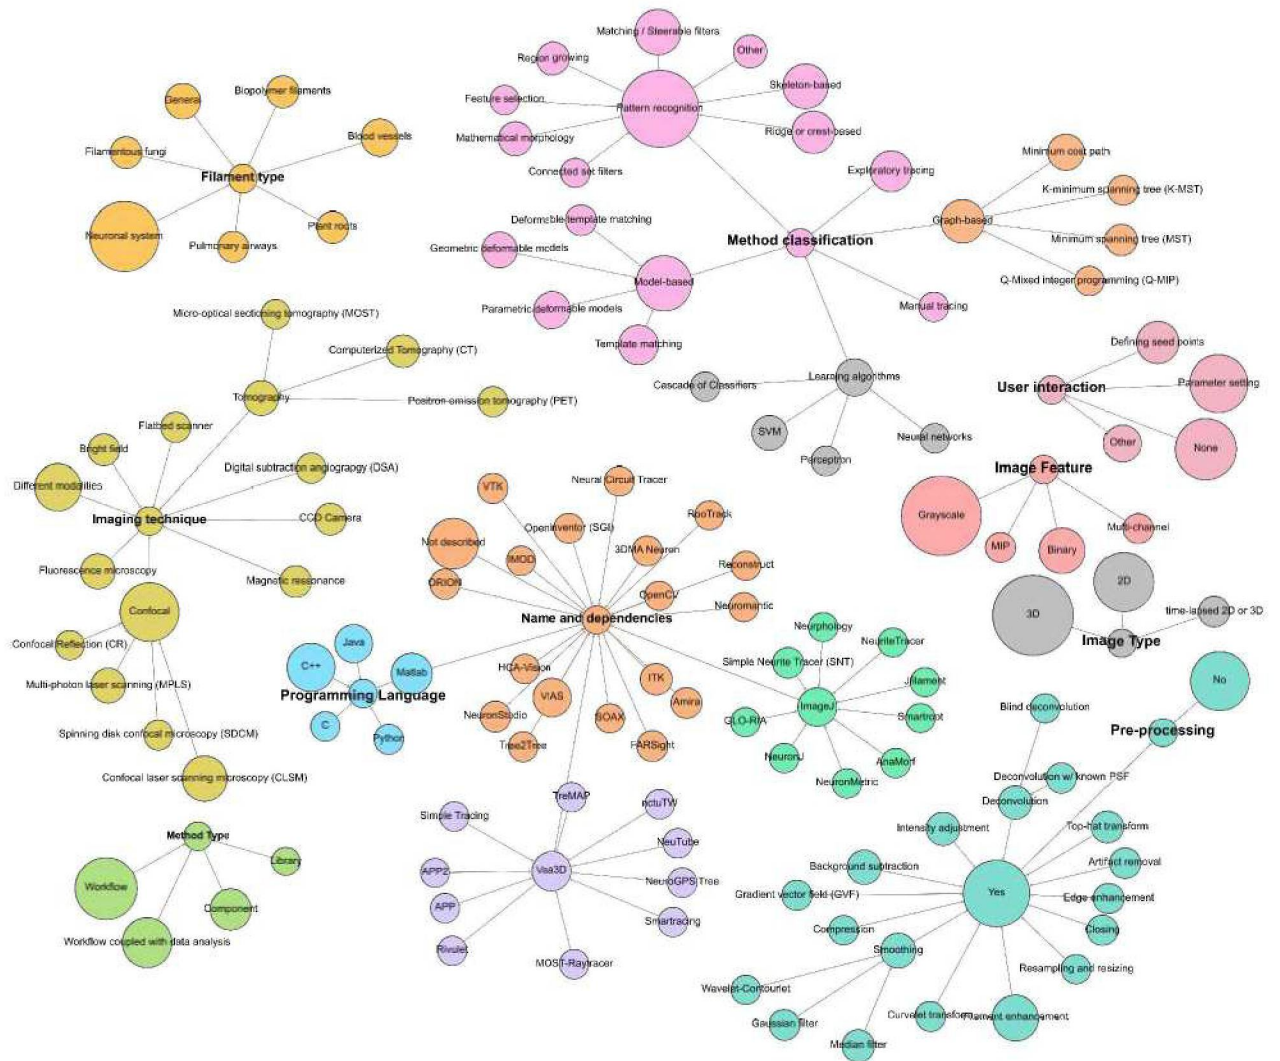 Matching / Steerable filters
Region growing
Other
Feature selection
Pattern recognition
Skeleton-based
Mathematical morphology
Ridge or crest-based
Connected set filters
Exploratory tracing
General
Biopolymer filaments
Blood vessels
Filamentous fungi
Filament type
Neuronal system
Pulmonary airways
Plant roots
Minimum cost path
K-minimum spanning tree (K-MST)
Graph-based
Minimum spanning tree (MST)
Q-Mixed integer programming (Q-MIP)
Method classification
Deformable template matching
Geometric deformable models
Model-based
Parametric deformable models
Template matching
Manual tracing
Learning algorithms
Cascade of Classifiers
SVM
Perceptron
Neural networks
Defining seed points
User interaction
Parameter setting
Other
None
Micro-optical sectioning tomography (MOST)
Computerized Tomography (CT)
Tomography
Positron emission tomography (PET)
Flatbed scanner
Bright field
Different modalities
Digital subtraction angiograpgy (DSA)
Imaging technique
CCD Camera
Fluorescence microscopy
Magnetic ressonance
Confocal
Confocal Reflection (CR)
Multi-photon laser scanning (MPLS)
Spinning disk confocal microscopy (SDCM)
Confocal laser scanning microscopy (CLSM)
Image Feature
Grayscale
MIP
Binary
Multi-channel
2D
3D
time-lapsed 2D or 3D
Image Type
VTK
Neural Circuit Tracer
RooTrack
OpenInventor (SGI)
Not described
IMOD
3DMA Neuron
Reconstruct
ORION
OpenCV
Neuromantic
Name and dependencies
HCA-Vision
ITK
VIAS
Amira
NeuronStudio
SOAX
Tree2Tree
FARSight
Java
C++
Matlab
Programming Language
C
Python
Neurphology
NeuriteTracer
Simple Neurite Tracer (SNT)
Jfilament
ImageJ
GLO-RIA
Smartroot
NeuronJ
AnaMorf
NeuronMetric
No
Blind deconvolution
Pre-processing
Deconvolution w/ known PSF
Deconvolution
Intensity adjustment
Top-hat transform
Background subtraction
Artifact removal
Gradient vector field (GVF)
Yes
Edge enhancement
Compression
Closing
Smoothing
Resampling and resizing
Wavelet-Contourlet
Gaussian filter
Median filter
Curvelet transform
Filament enhancement
TreMAP
Simple Tracing
nctuTW
NeuTube
APP2
Vaa3D
NeuroGPS Tree
APP
Smartracing
Rivulet
MOST-Raytracer
Method Type
Library
Workflow
Component
Workflow coupled with data analysis